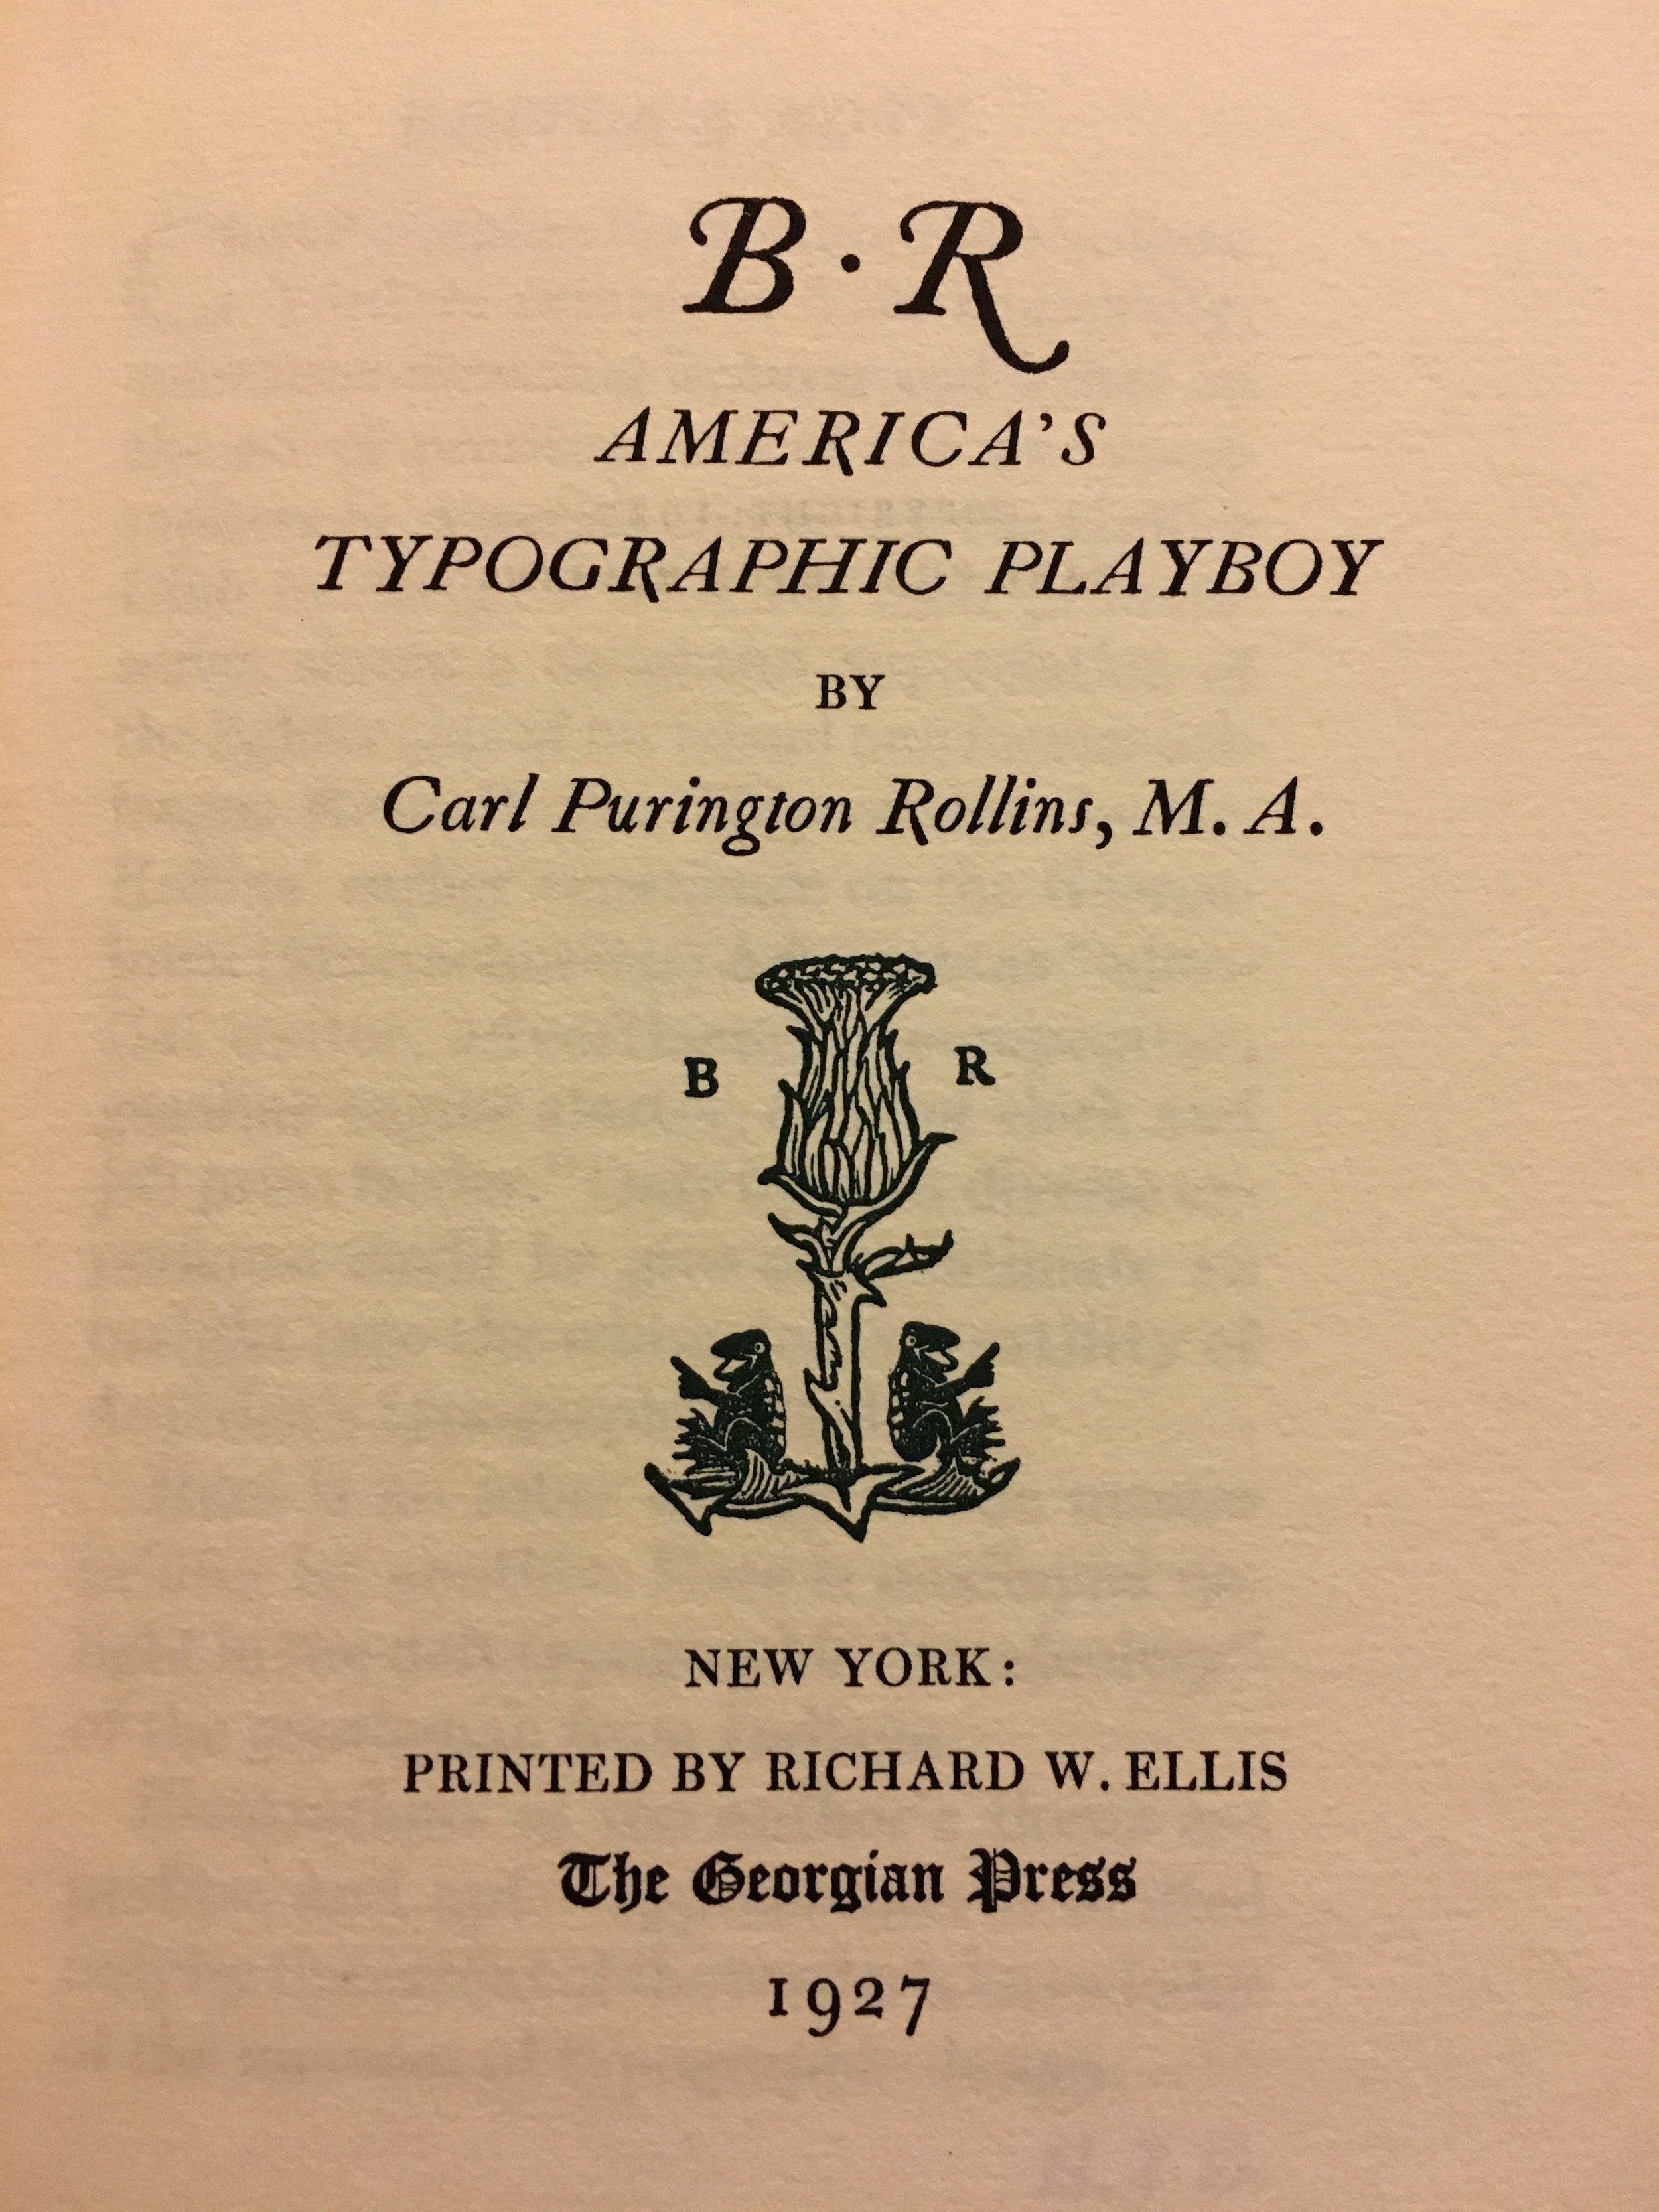 B·R
AMERICA'S
TYPOGRAPHIC PLAYBOY
BY
Carl Purington Rollins, M. A.
B R
NEW YORK:
PRINTED BY RICHARD W. ELLIS
The Georgian Press
1927